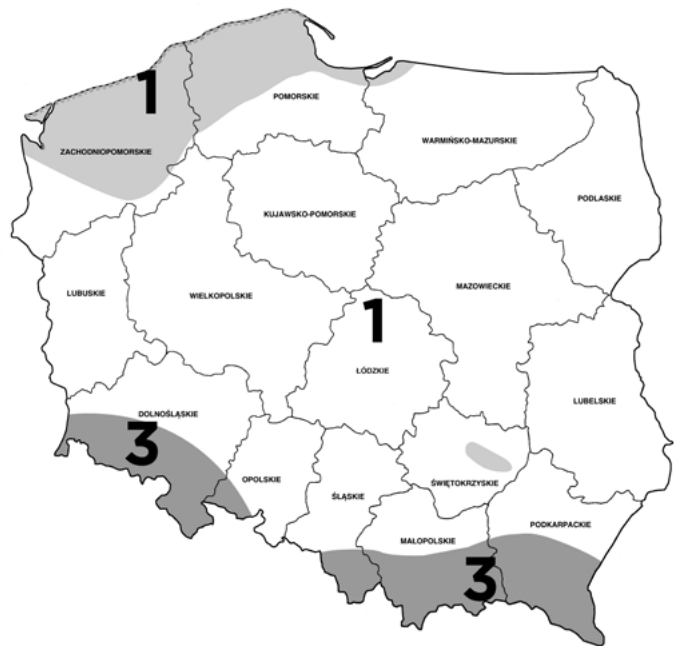 1
POMORSKIE
ZACHODNIOPOMORSKIE
WARMIŃSKO-MAZURSKIE
PODLASKIE
KUJAWSKO-POMORSKIE
LUBUSKIE
WIELKOPOLSKIE
MAZOWIECKIE
1
ŁÓDZKIE
LUBELSKIE
DOLNOŚLĄSKIE
3
OPOLSKIE
ŚLĄSKIE
ŚWIĘTOKRZYSKIE
MAŁOPOLSKIE
PODKARPACKIE
3